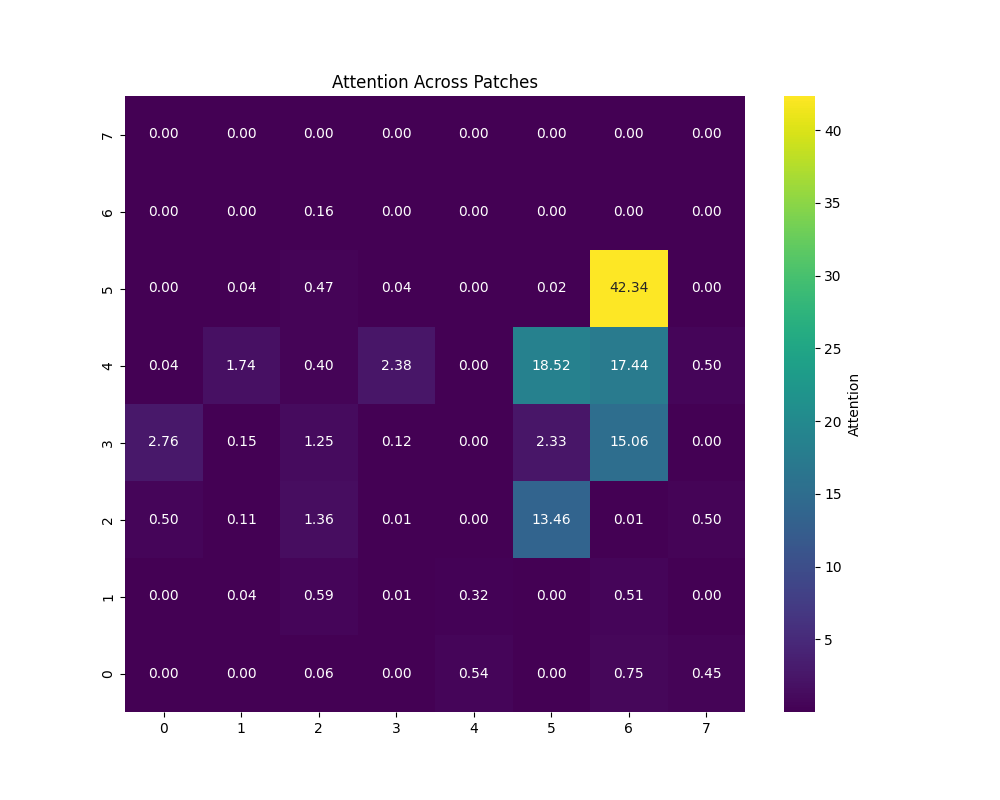 Attention Across Patches
7 0.00 0.00 0.00 0.00 0.00 0.00 0.00 0.00
6 0.00 0.00 0.16 0.00 0.00 0.00 0.00 0.00
5 0.00 0.04 0.47 0.04 0.00 0.02 42.34 0.00
4 0.04 1.74 0.40 2.38 0.00 18.52 17.44 0.50
3 2.76 0.15 1.25 0.12 0.00 2.33 15.06 0.00
2 0.50 0.11 1.36 0.01 0.00 13.46 0.01 0.50
1 0.00 0.04 0.59 0.01 0.32 0.00 0.51 0.00
0 0.00 0.00 0.06 0.00 0.54 0.00 0.75 0.45
0 1 2 3 4 5 6 7
40
35
30
25
20
15
10
5
Attention